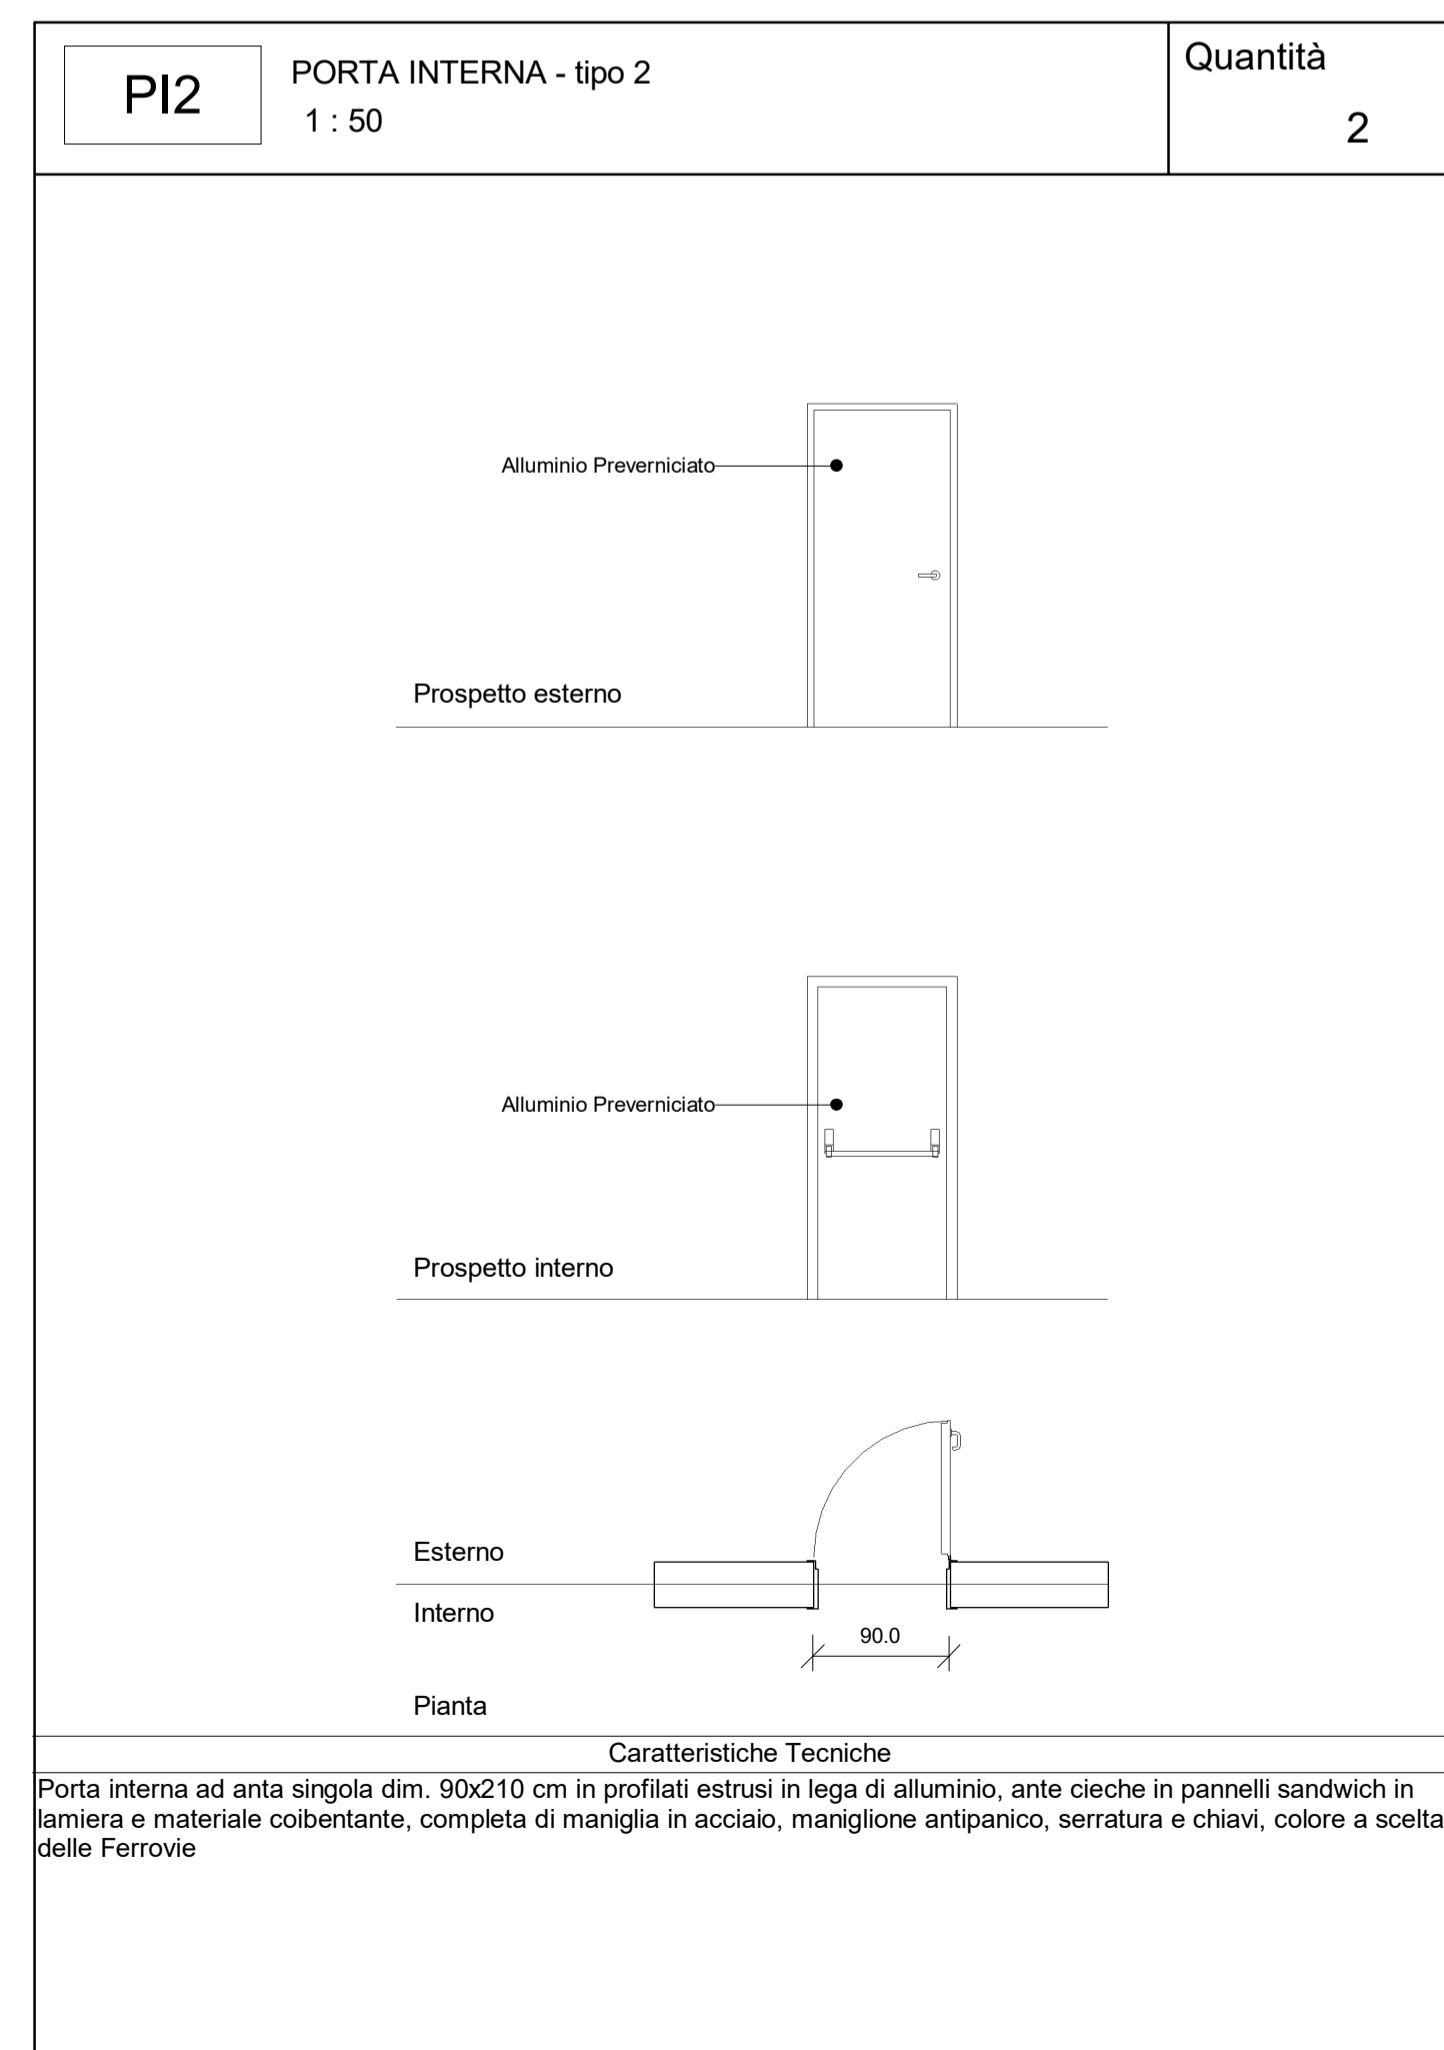 PI2
PORTA INTERNA - tipo 2
1 : 50
Quantità
2
Alluminio Preverniciato
Prospetto esterno
Alluminio Preverniciato
Prospetto interno
Esterno
Interno
90.0
Pianta
Caratteristiche Tecniche
Porta interna ad anta singola dim. 90x210 cm in profilati estrusi in lega di alluminio, ante cieche in pannelli sandwich in
lamiera e materiale coibentante, completa di maniglia in acciaio, maniglione antipanico, serratura e chiavi, colore a scelta
delle Ferrovie